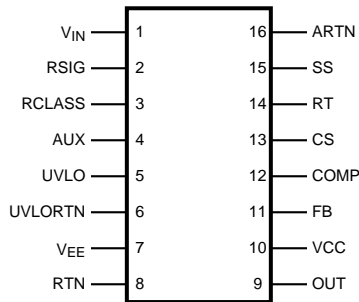 VIN 1 16 ARTN
RSIG 2 15 SS
RCLASS 3 14 RT
AUX 4 13 CS
UVLO 5 12 COMP
UVLORTN 6 11 FB
VEE 7 10 VCC
RTN 8 9 OUT